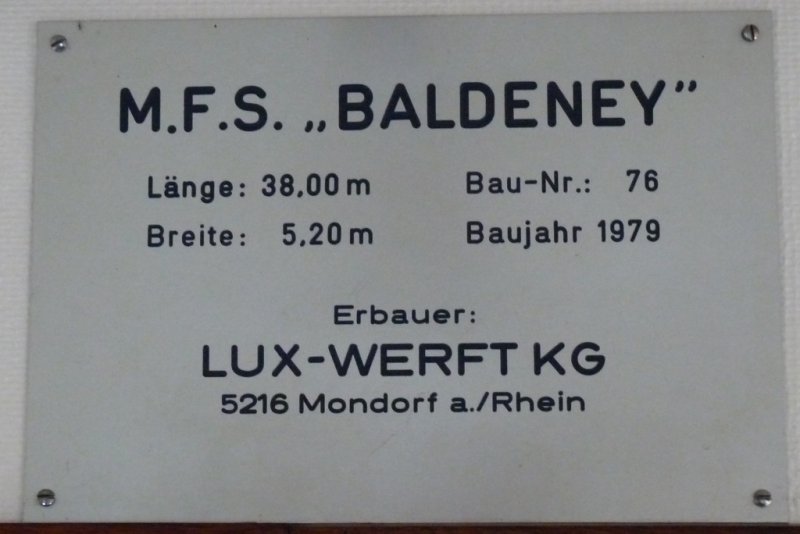 M.F.S. „BALDENEY”
Länge: 38,00 m Bau-Nr.: 76
Breite: 5,20 m Baujahr 1979
Erbauer:
LUX-WERFT KG
5216 Mondorf a./Rhein